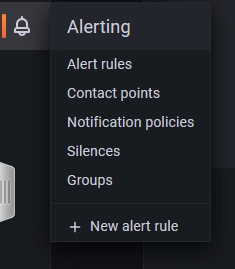 Alerting
Alert rules
Contact points
Notification policies
Silences
Groups
+ New alert rule